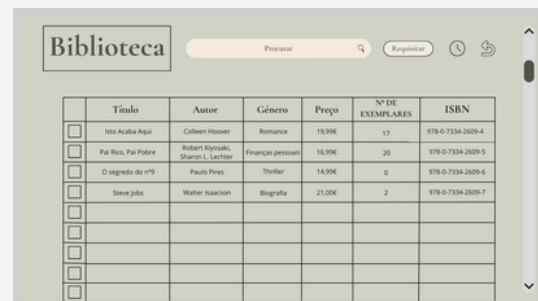 Biblioteca
Procurar
Requisitar
Título Autor Género Preço Nº DE EXEMPLARES ISBN
Isto Acaba Aqui Colleen Hoover Romance 19,99€ 17 978-0-7334-2609-4
Pai Rico, Pai Pobre Robert Kiyosaki, Sharon L. Lechter Finanças pessoais 16,99€ 20 978-0-7334-2609-5
O segredo do nº9 Paulo Pires Thriller 14,99€ 0 978-0-7334-2609-6
Steve Jobs Walter Isaacson Biografia 21,00€ 2 978-0-7334-2609-7